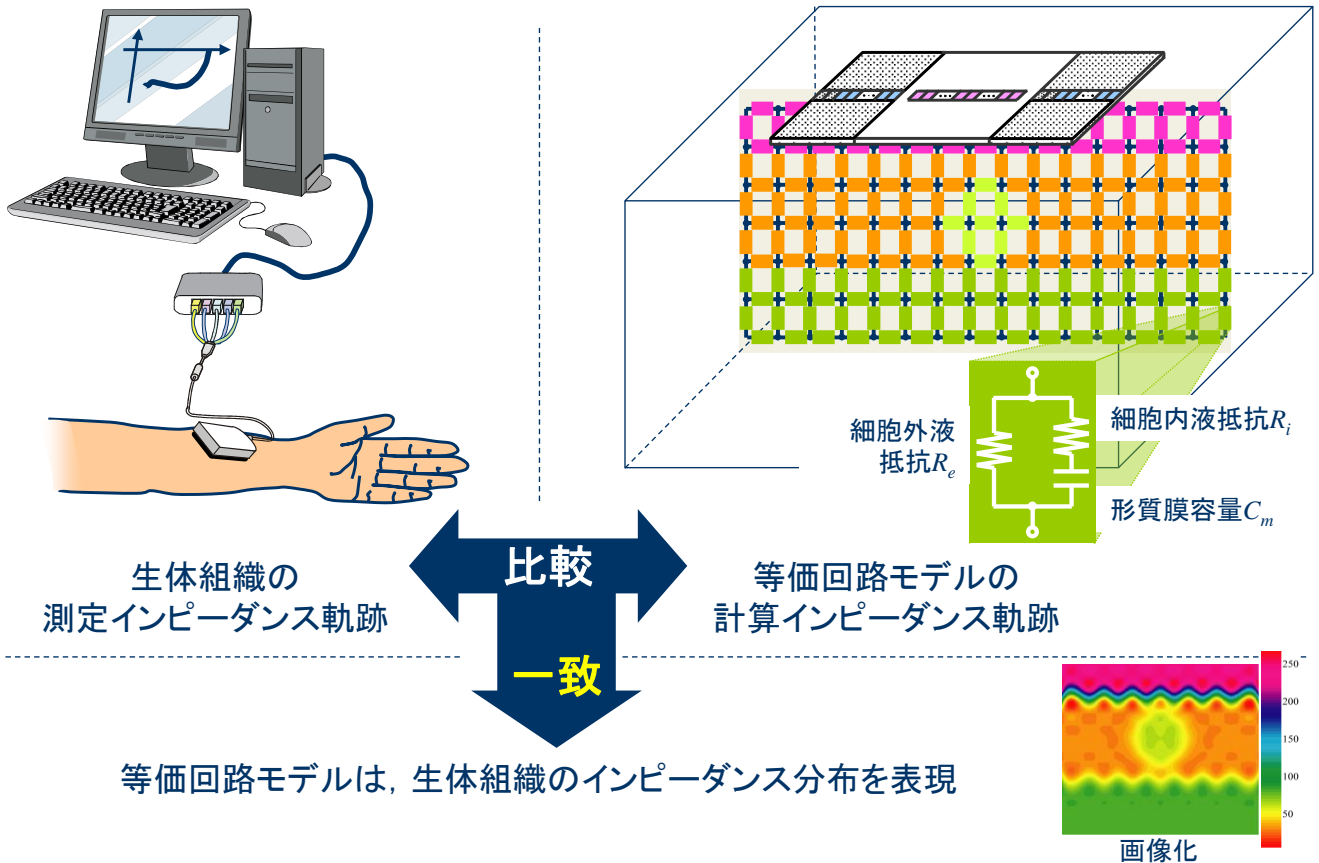 細胞外液
抵抗Re
細胞内液抵抗Ri
形質膜容量Cm
比較
生体組織の
測定インピーダンス軌跡
等価回路モデルの
計算インピーダンス軌跡
一致
等価回路モデルは，生体組織のインピーダンス分布を表現
250
200
150
100
50
画像化